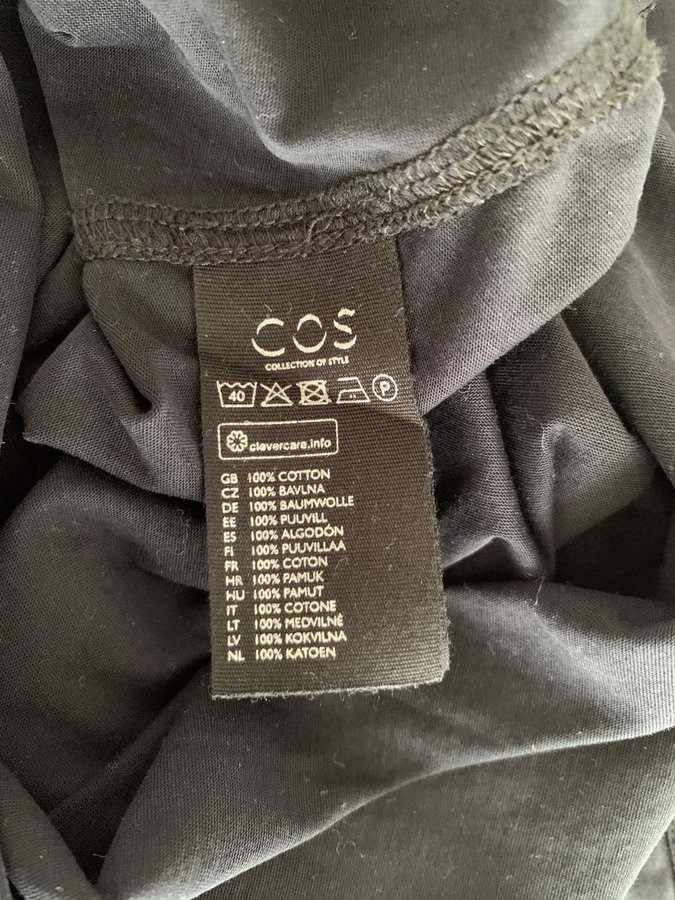 COS
COLLECTION OF STYLE
40 P
clevercare.info
GB 100% COTTON
CZ 100% BAVLNA
DE 100% BAUMWOLLE
EE 100% PUUVILL
ES 100% ALGODÓN
FI 100% PUUVILLAA
FR 100% COTON
HR 100% PAMUK
HU 100% PAMUT
IT 100% COTONE
LT 100% MEDVILNĖ
LV 100% KOKVILNA
NL 100% KATOEN